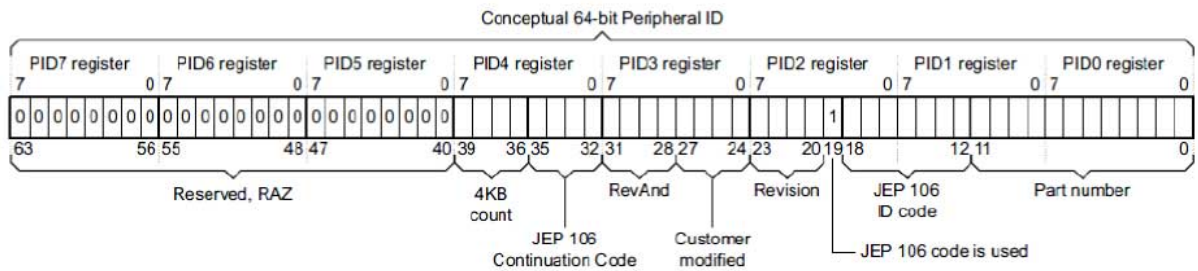 Conceptual 64-bit Peripheral ID
PID7 register PID6 register PID5 register PID4 register PID3 register PID2 register PID1 register PID0 register
7 0 7 0 7 0 7 0 7 0 7 0 7 0 7 0
0 0 0 0 0 0 0 0 0 0 0 0 0 0 0 0 0 0 0 0 0 0 0 0 1
63 56 55 48 47 40 39 36 35 32 31 28 27 24 23 20 19 18 12 11 0
Reserved, RAZ 4KB RevAnd Revision JEP 106 Part number
count ID code
JEP 106 Customer JEP 106 code is used
Continuation Code modified